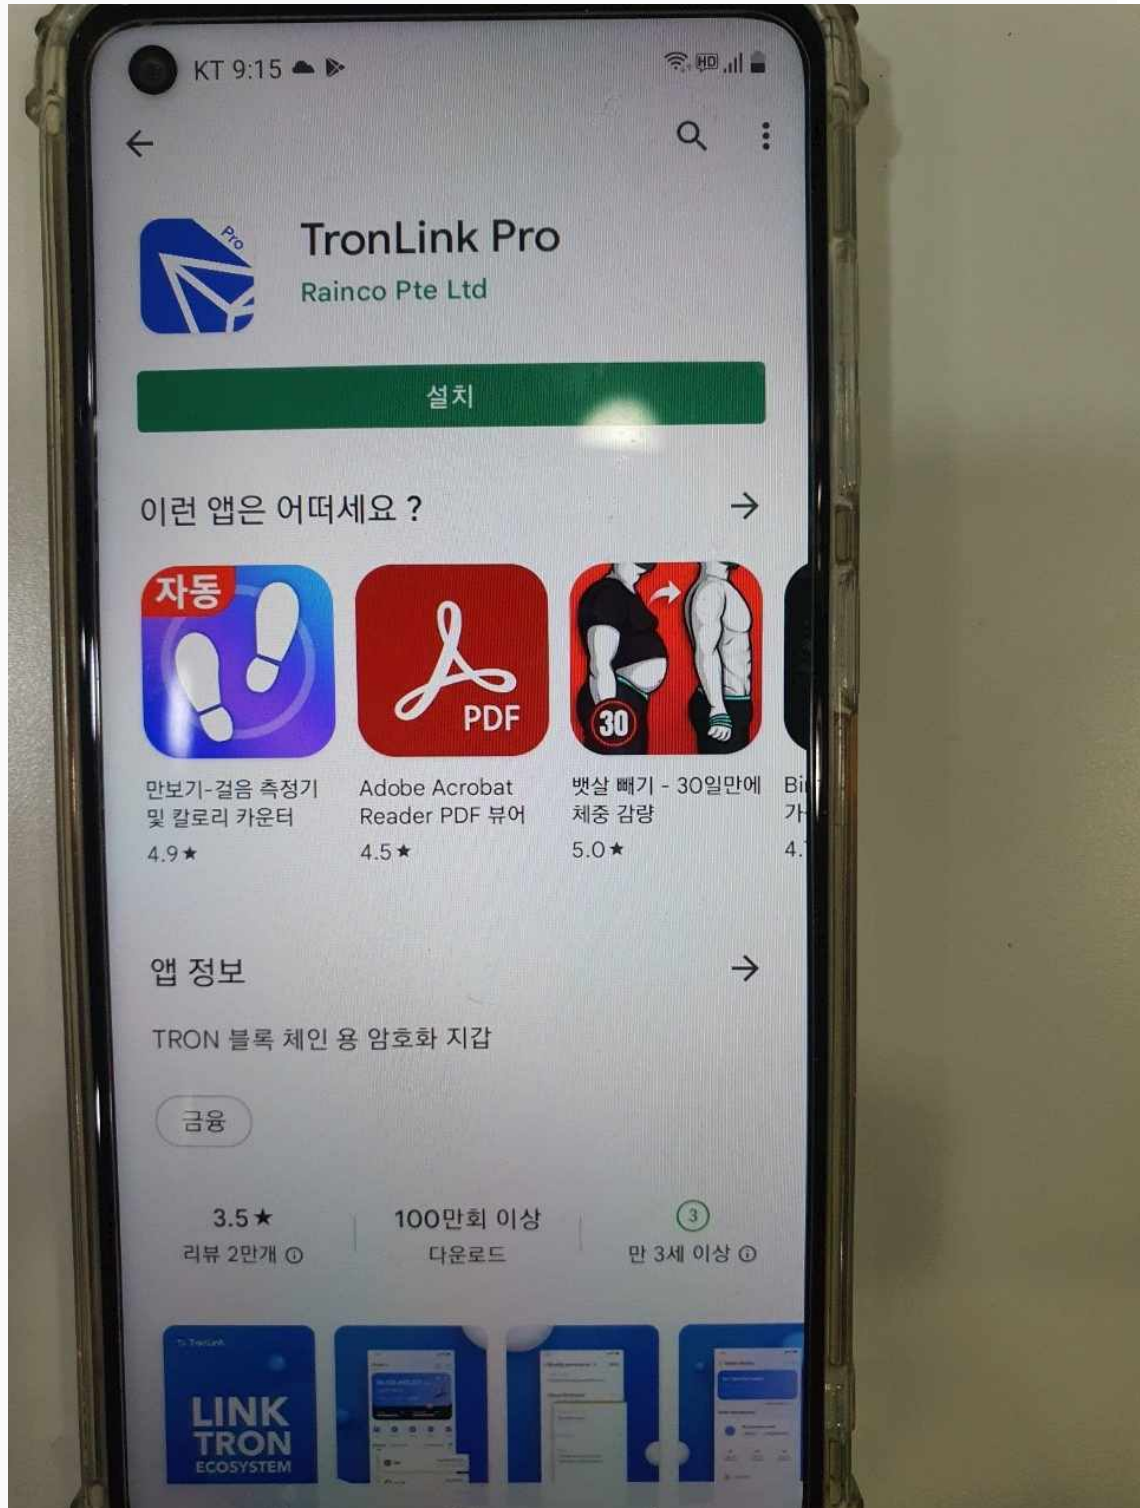 KT 9:15
HD
Pro
TronLink Pro
Rainco Pte Ltd
설치
이런 앱은 어떠세요 ?
자동
PDF
30
만보기-걸음 측정기
및 칼로리 카운터
4.9★
Adobe Acrobat
Reader PDF 뷰어
4.5★
뱃살 빼기 - 30일만에
체중 감량
5.0★
앱 정보
TRON 블록 체인 용 암호화 지갑
금융
3.5★
리뷰 2만개
100만회 이상
다운로드
3
만 3세 이상
TronLink
LINK
TRON
ECOSYSTEM